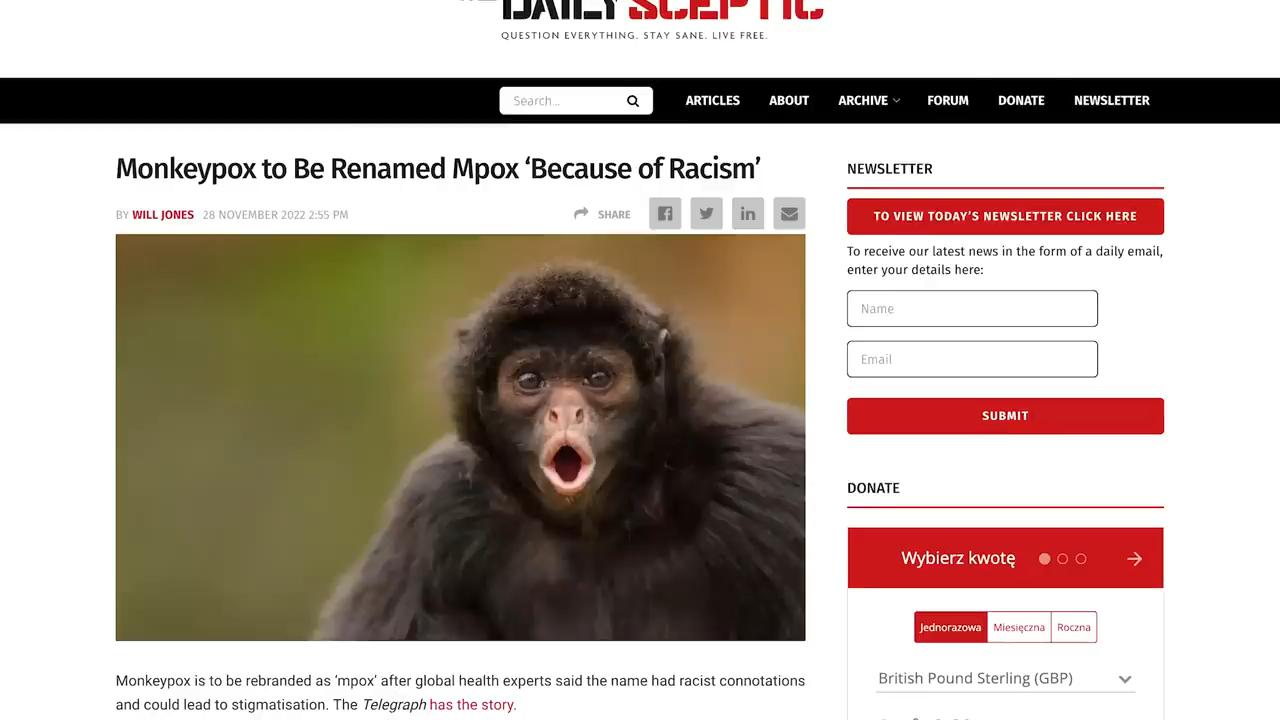 DAILY SCEPTIC
QUESTION EVERYTHING. STAY SANE. LIVE FREE.
Search...
ARTICLES
ABOUT
ARCHIVE
FORUM
DONATE
NEWSLETTER
Monkeypox to Be Renamed Mpox ‘Because of Racism’
BY WILL JONES 28 NOVEMBER 2022 2:55 PM
SHARE
Monkeypox is to be rebranded as ‘mpox’ after global health experts said the name had racist connotations
and could lead to stigmatisation. The Telegraph has the story.
NEWSLETTER
TO VIEW TODAY’S NEWSLETTER CLICK HERE
To receive our latest news in the form of a daily email,
enter your details here:
Name
Email
SUBMIT
DONATE
Wybierz kwotę
Jednorazowa
Miesięczna
Roczna
British Pound Sterling (GBP)